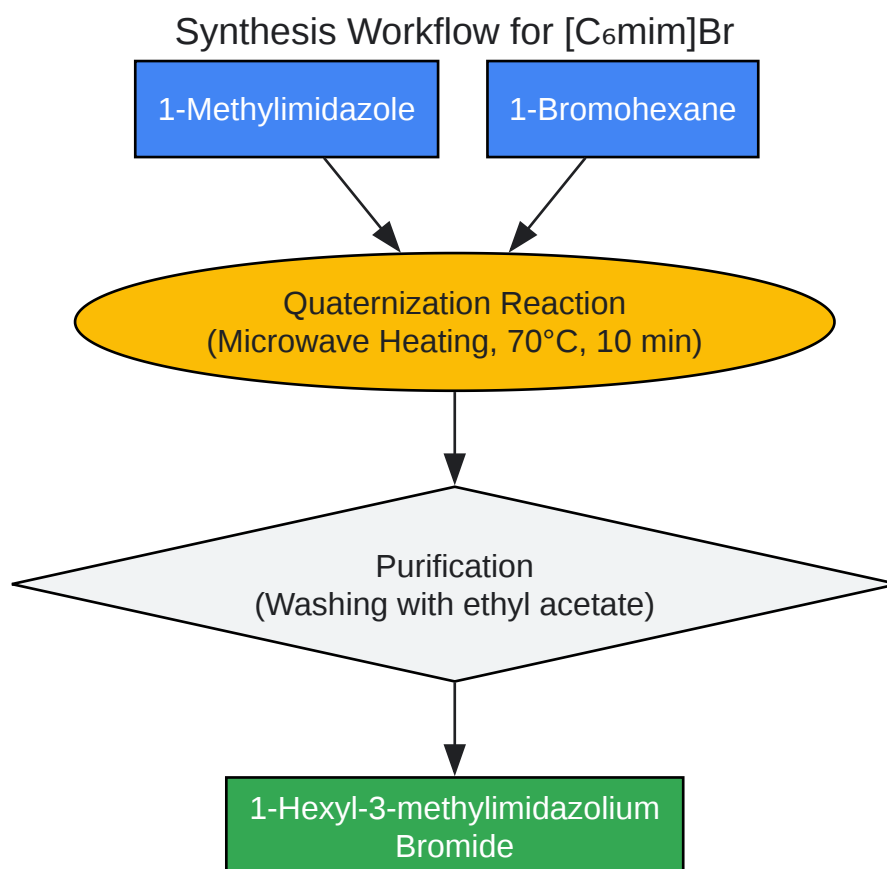 Synthesis Workflow for [C₆mim]Br
1-Methylimidazole
1-Bromohexane
Quaternization Reaction
(Microwave Heating, 70°C, 10 min)
Purification
(Washing with ethyl acetate)
1-Hexyl-3-methylimidazolium
Bromide